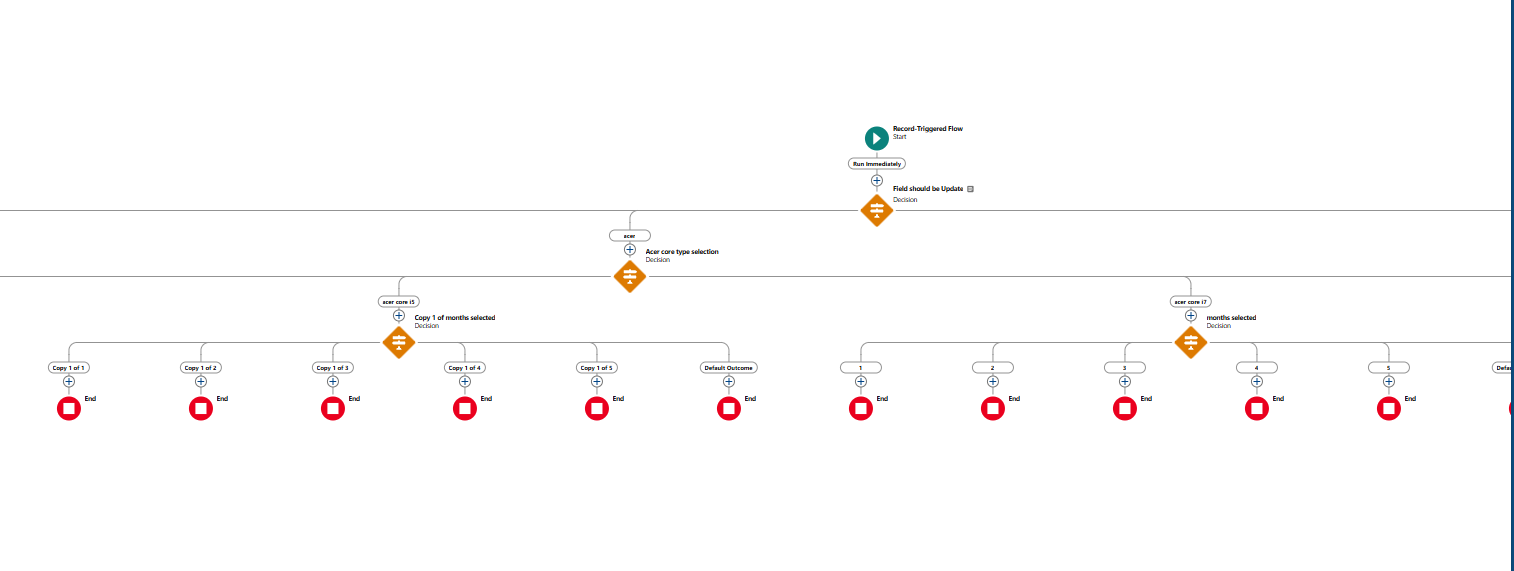 Record-Triggered Flow
Start
Run Immediately
Field should be Update
Decision
acer
Acer core type selection
Decision
acer core i5
acer core i7
Copy 1 of months selected
Decision
months selected
Decision
Copy 1 of 1
Copy 1 of 2
Copy 1 of 3
Copy 1 of 4
Copy 1 of 5
Default Outcome
1
2
3
4
5
End
End
End
End
End
End
End
End
End
End
End